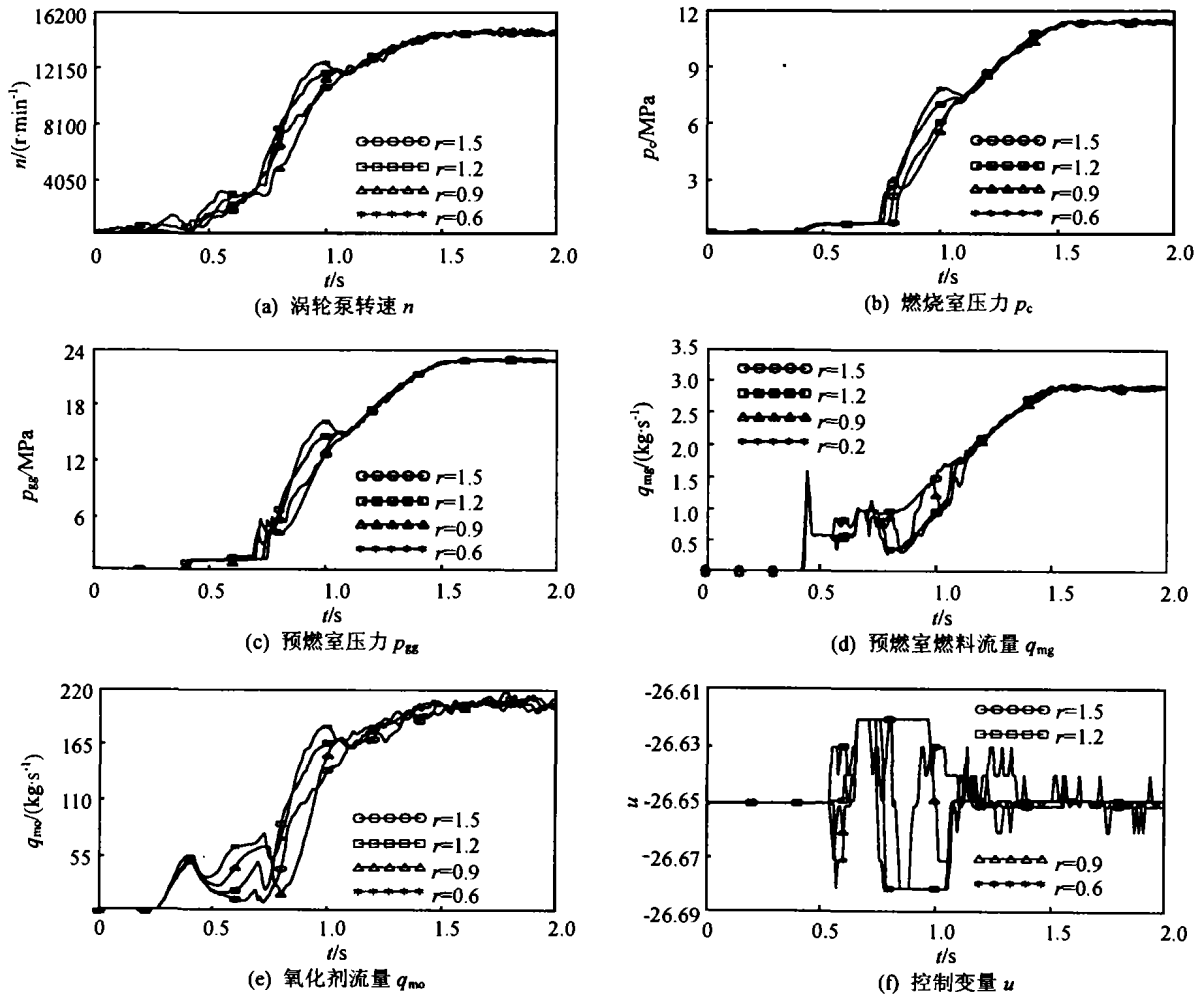 16200
12150
8100
4050
n/(r·min⁻¹)
r=1.5
r=1.2
r=0.9
r=0.6
0 0.5 1.0 1.5 2.0
t/s
(a) 涡轮泵转速 n
12
9
6
3
p_c/MPa
r=1.5
r=1.2
r=0.9
r=0.6
0 0.5 1.0 1.5 2.0
t/s
(b) 燃烧室压力 p_c
24
18
12
6
p_gg/MPa
r=1.5
r=1.2
r=0.9
r=0.6
0 0.5 1.0 1.5 2.0
t/s
(c) 预燃室压力 p_gg
3.5
3.0
2.5
2.0
1.5
1.0
0.5
q_mg/(kg·s⁻¹)
r=1.5
r=1.2
r=0.9
r=0.2
0 0.5 1.0 1.5 2.0
t/s
(d) 预燃室燃料流量 q_mg
220
165
110
55
q_mo/(kg·s⁻¹)
r=1.5
r=1.2
r=0.9
r=0.6
0 0.5 1.0 1.5 2.0
t/s
(e) 氧化剂流量 q_mo
-26.61
-26.63
-26.65
-26.67
-26.69
u
r=1.5
r=1.2
r=0.9
r=0.6
0 0.5 1.0 1.5 2.0
t/s
(f) 控制变量 u